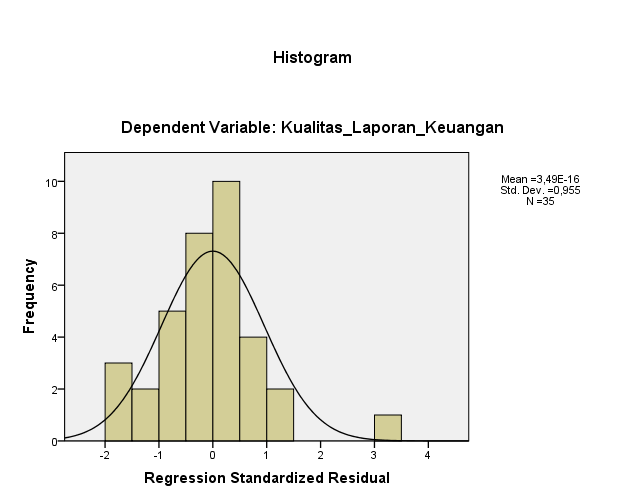 Histogram
Dependent Variable: Kualitas_Laporan_Keuangan
Mean =3,49E-16
Std. Dev. =0,955
N =35
Frequency
10
8
6
4
2
0
-2 -1 0 1 2 3 4
Regression Standardized Residual